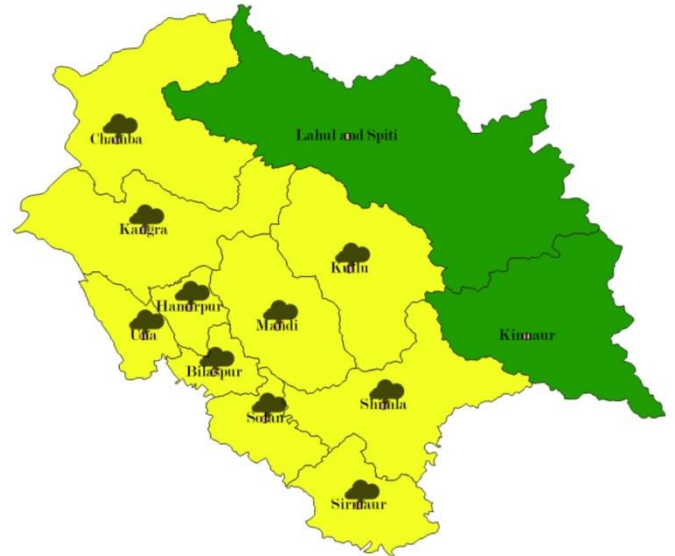 Chamba
Lahul and Spiti
Kangra
Kullu
Hamirpur
Mandi
Una
Kinnaur
Bilaspur
Solan
Shimla
Sirmaur